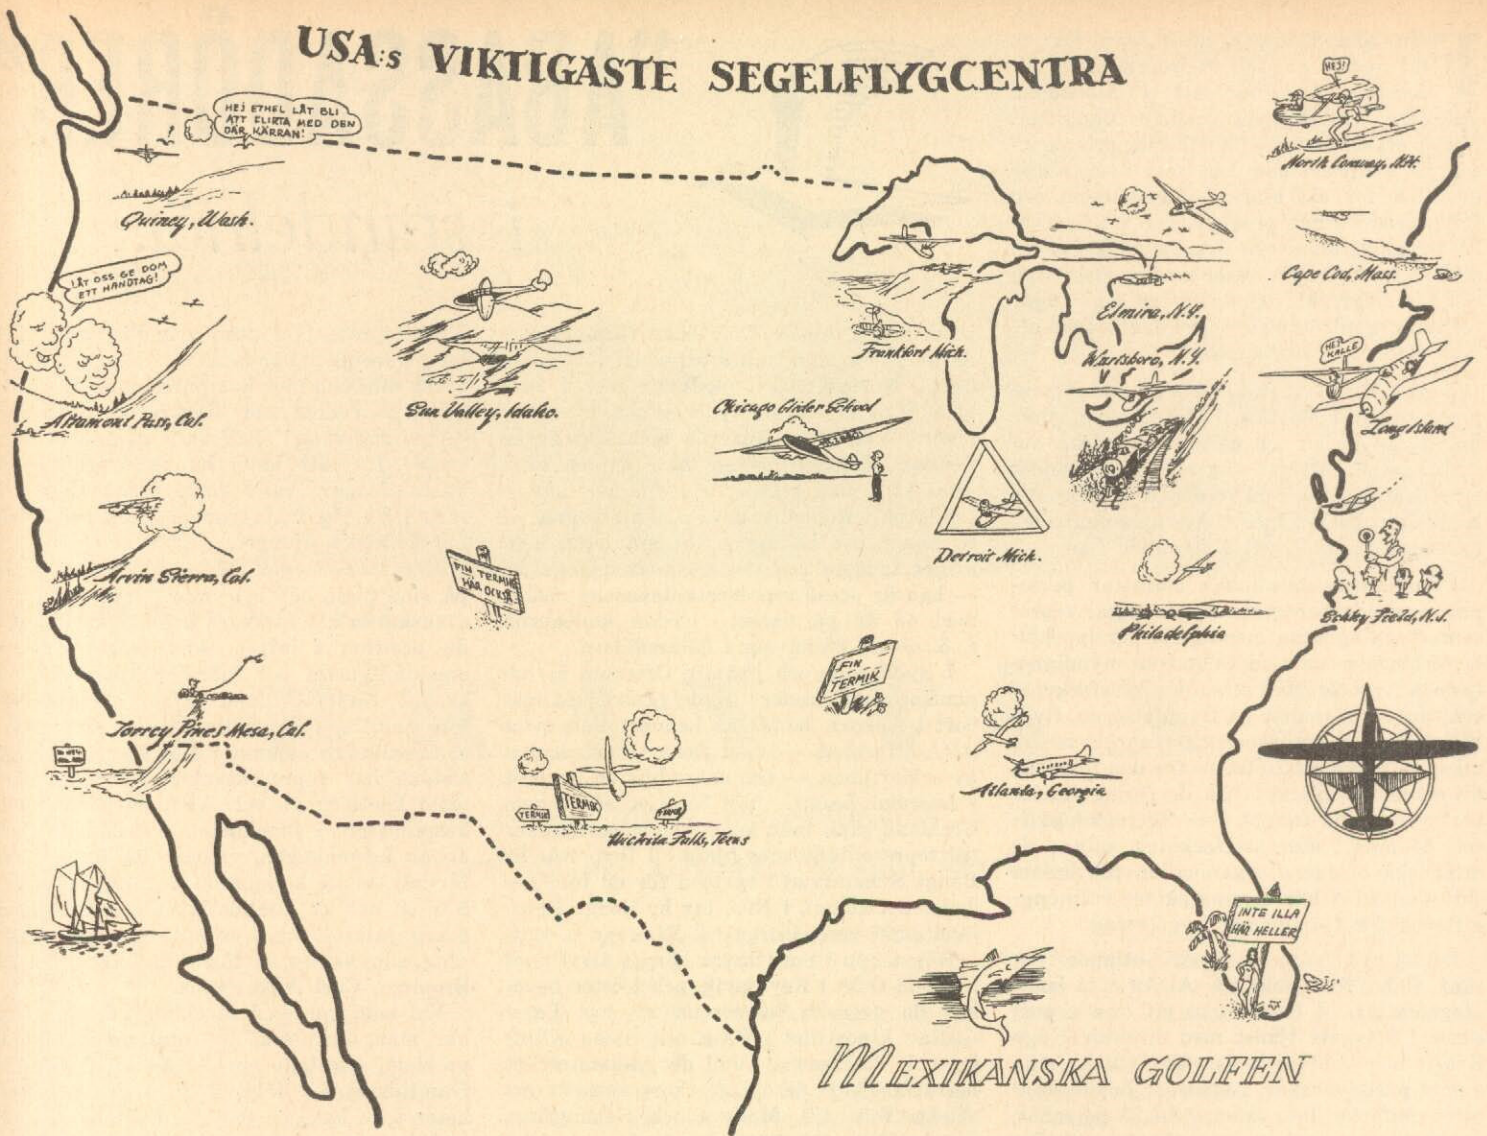 USA:s VIKTIGASTE SEGELFLYGCENTRA
HEJ!
North Conway, N.H.
HEJ ETHEL LÅT BLI
ATT FLIRTA MED DEN
DÄR KÄRRAN!
!
Quincy, Wash.
LÅT OSS GE DOM
ETT HANDTAG!
Cape Cod, Mass.
Elmira, N.Y.
Frankfort Mich.
Wurtsboro, N.Y.
HEJ
KALLE
Altamont Pass, Cal.
Sun Valley, Idaho.
Chicago Glider School
Long Island
Detroit Mich.
Arvin Sierra, Cal.
FIN TERMIK
HÄR OCKSÅ
Philadelphia
Field, N.J.
FIN
TERMIK
Torrey Pines Mesa, Cal.
Atlanta, Georgia
TERMIK
TERMIK
TERMIK
Wichita Falls, Texas
INTE ILLA
HÄR HELLER
MEXIKANSKA GOLFEN